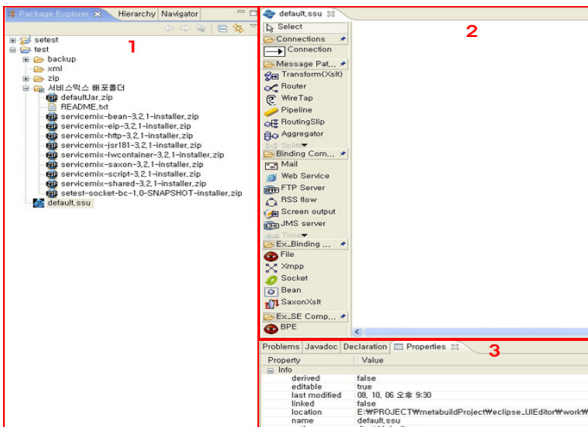 Package Explorer
Hierarchy
Navigator
1
setest
test
backup
xml
zip
서비스믹스 배포폴더
defaultJar.zip
README.txt
servicemix-bean-3.2.1-installer.zip
servicemix-eip-3.2.1-installer.zip
servicemix-http-3.2.1-installer.zip
servicemix-jsr181-3.2.1-installer.zip
servicemix-lwcontainer-3.2.1-installer.zip
servicemix-saxon-3.2.1-installer.zip
servicemix-script-3.2.1-installer.zip
servicemix-shared-3.2.1-installer.zip
setest-socket-bc-1.0-SNAPSHOT-installer.zip
default.ssu
default.ssu
2
Select
Connections
Connection
Message Pat...
Transform(Xslt)
Router
WireTap
Pipeline
RoutingSlip
Aggregator
Binding Com...
Mail
Web Service
FTP Server
RSS flow
Screen output
JMS server
Time
Ex_Binding ...
File
Xmpp
Socket
Bean
SaxonXslt
Ex_SE Comp...
BPE
Problems Javadoc Declaration Properties
3
Property Value
Info
derived false
editable true
last modified 08. 10. 06 오후 9:30
linked false
location E:₩PROJECT₩metabuildProject₩eclipse_UIEditor₩work₩
name default.ssu